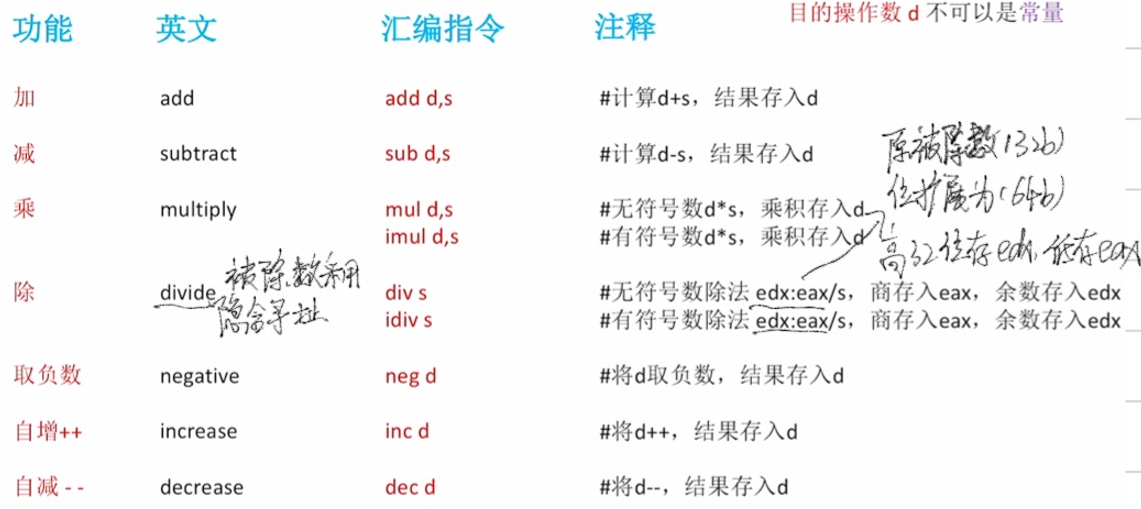 目的操作数 d 不可以是常量
功能 英文 汇编指令 注释
加 add add d,s #计算d+s，结果存入d
减 subtract sub d,s #计算d-s，结果存入d
原被除数(32b)
位扩展为(64b)
乘 multiply mul d,s #无符号数d*s，乘积存入d
imul d,s #有符号数d*s，乘积存入d
高32位存edx,低存eax
被除数采用
隐含寻址
除 divide div s #无符号数除法 edx:eax/s，商存入eax，余数存入edx
idiv s #有符号数除法 edx:eax/s，商存入eax，余数存入edx
取负数 negative neg d #将d取负数，结果存入d
自增++ increase inc d #将d++，结果存入d
自减-- decrease dec d #将d--，结果存入d